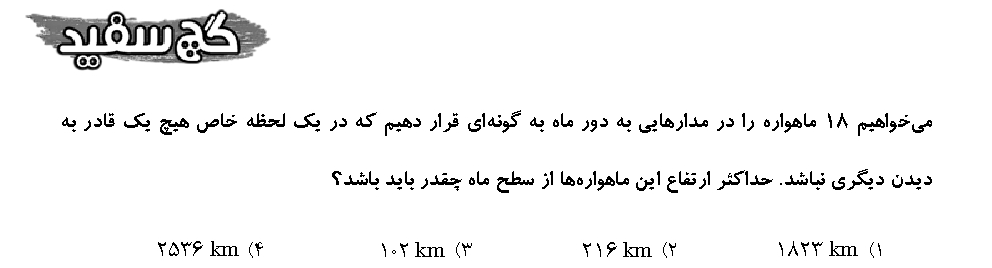 گچ سفید
می‌خواهیم ۱۸ ماهواره را در مدارهایی به دور ماه به گونه‌ای قرار دهیم که در یک لحظه خاص هیچ یک قادر به
دیدن دیگری نباشد. حداکثر ارتفاع این ماهواره‌ها از سطح ماه چقدر باید باشد؟
۱) ۱۸۲۳ km ۲) ۲۱۶ km ۳) ۱۰۲ km ۴) ۲۵۳۶ km